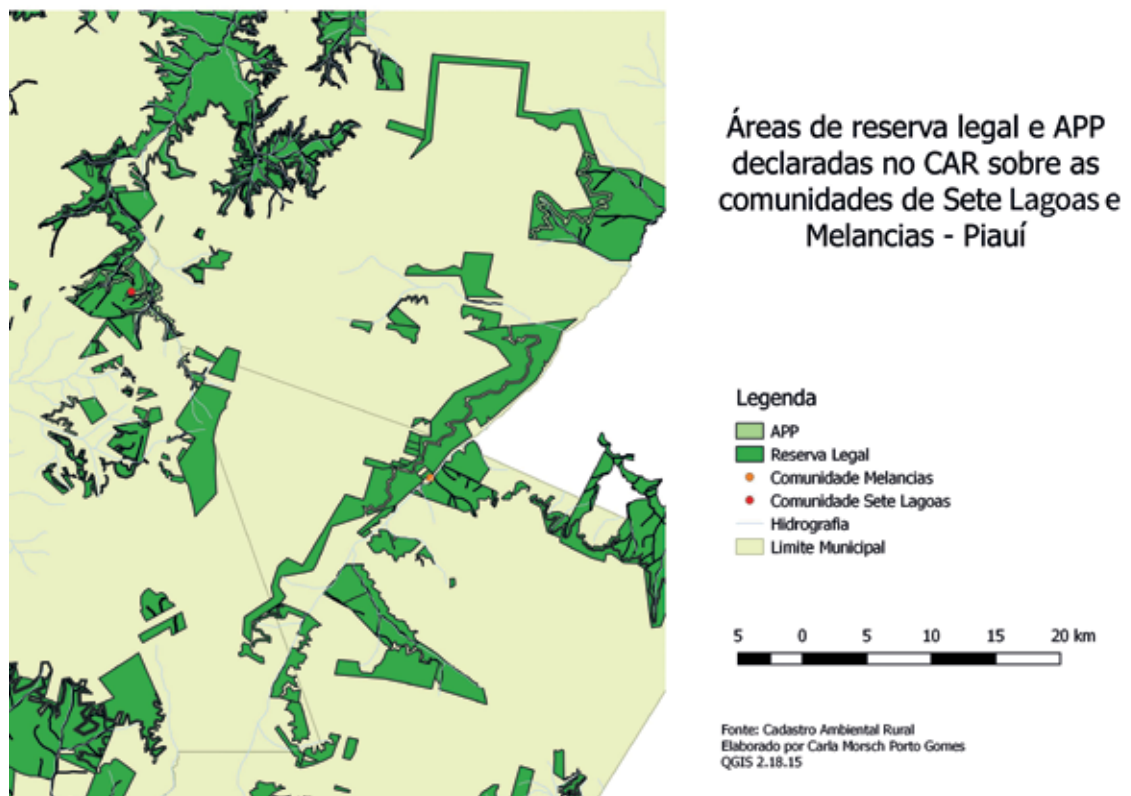 Áreas de reserva legal e APP
declaradas no CAR sobre as
comunidades de Sete Lagoas e
Melancias - Piauí
Legenda
APP
Reserva Legal
Comunidade Melancias
Comunidade Sete Lagoas
Hidrografia
Limite Municipal
5 0 5 10 15 20 km
Fonte: Cadastro Ambiental Rural
Elaborado por Carla Morsch Porto Gomes
QGIS 2.18.15